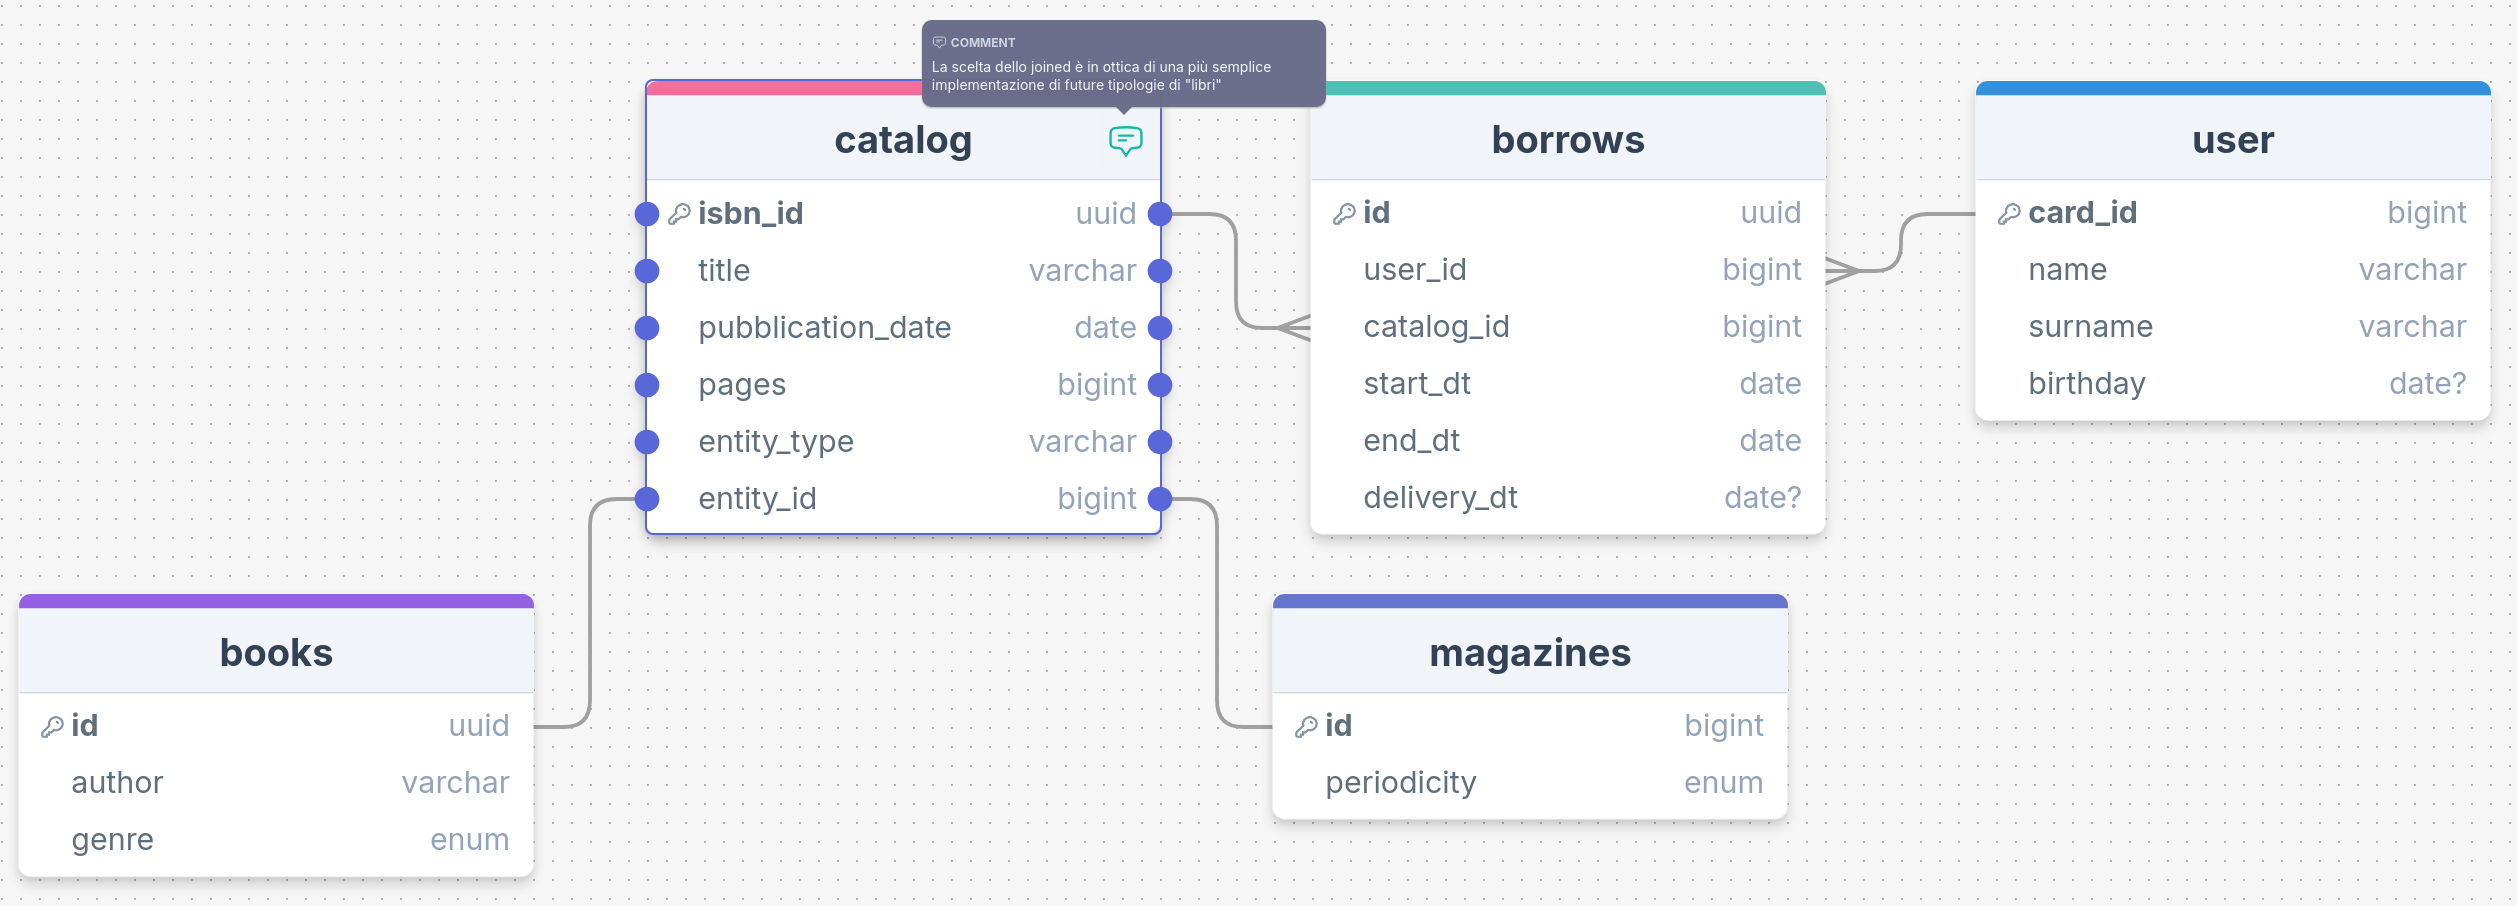 COMMENT
La scelta dello joined è in ottica di una più semplice
implementazione di future tipologie di "libri"
catalog
isbn_id uuid
title varchar
pubblication_date date
pages bigint
entity_type varchar
entity_id bigint
borrows
id uuid
user_id bigint
catalog_id bigint
start_dt date
end_dt date
delivery_dt date?
user
card_id bigint
name varchar
surname varchar
birthday date?
books
id uuid
author varchar
genre enum
magazines
id bigint
periodicity enum